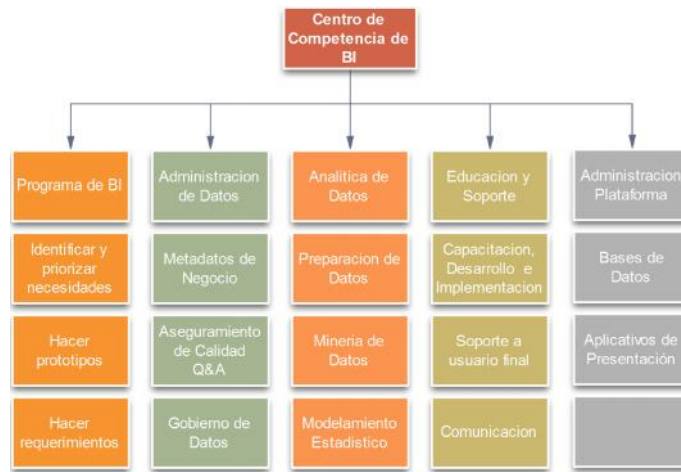 Centro de
Competencia de
BI
Programa de BI
Administracion
de Datos
Analitica de
Datos
Educacion y
Soporte
Administracion
Plataforma
Identificar y
priorizar
necesidades
Metadatos de
Negocio
Preparacion de
Datos
Capacitacion,
Desarrollo e
Implementacion
Bases de
Datos
Hacer
prototipos
Aseguramiento
de Calidad
Q&A
Mineria de
Datos
Soporte a
usuario final
Aplicativos de
Presentación
Hacer
requerimientos
Gobierno de
Datos
Modelamiento
Estadistico
Comunicacion